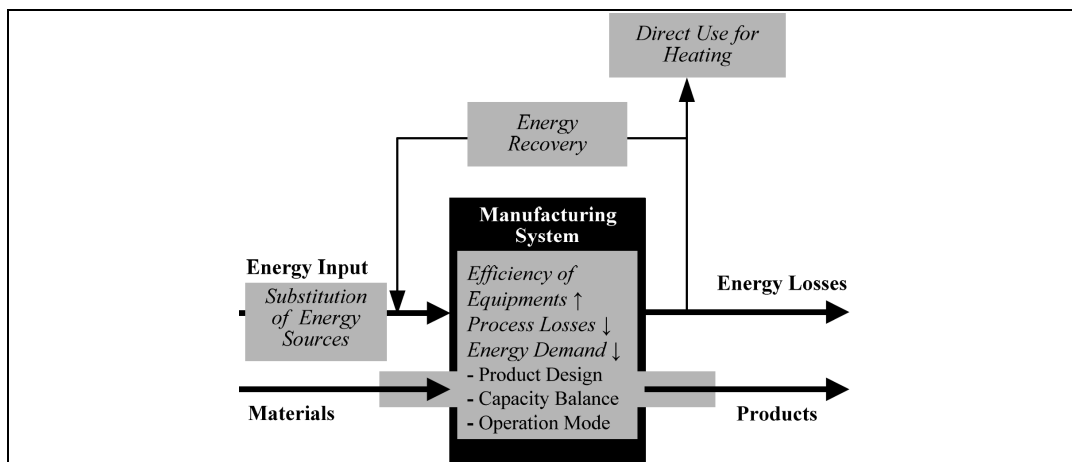 Direct Use for
Heating
Energy
Recovery
Manufacturing
System
Energy Input
Substitution
of Energy
Sources
Efficiency of
Equipments ↑
Process Losses ↓
Energy Demand ↓
- Product Design
- Capacity Balance
- Operation Mode
Energy Losses
Materials
Products